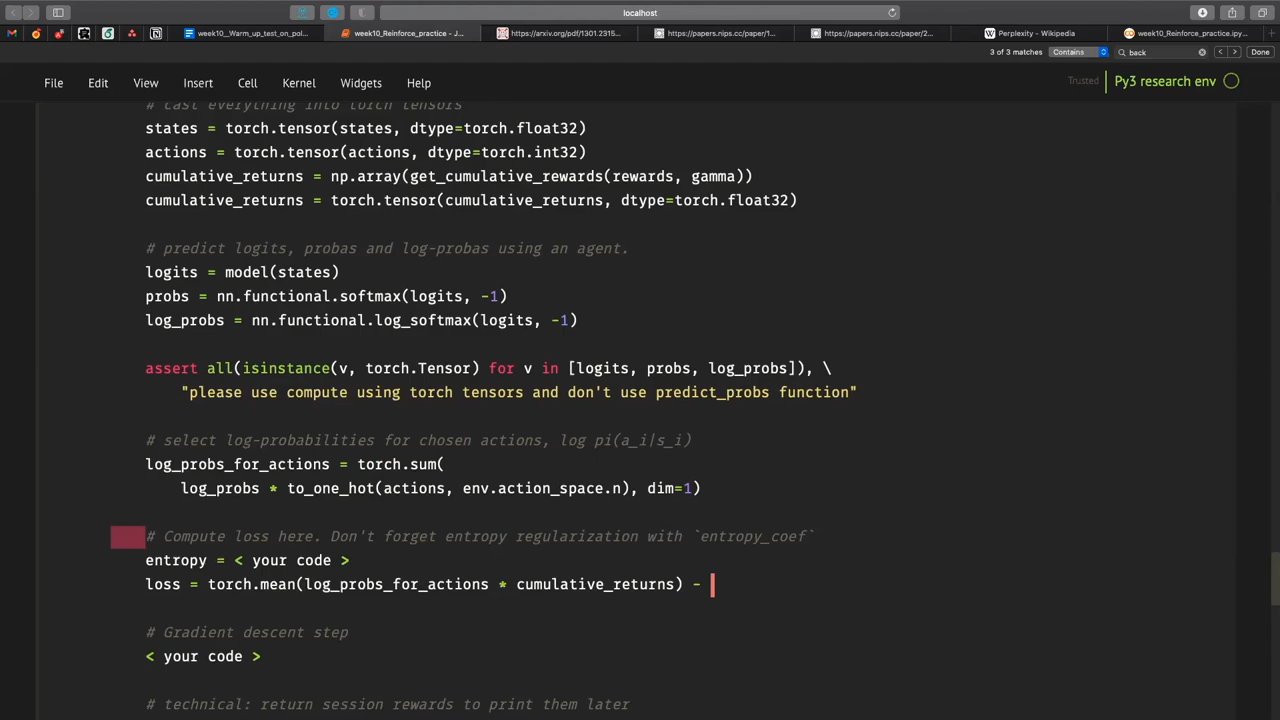 localhost
week10__Warm_up_test_on_pol...
week10_Reinforce_practice - J...
https://arxiv.org/pdf/1301.2315...
https://papers.nips.cc/paper/1...
https://papers.nips.cc/paper/2...
Perplexity - Wikipedia
week10_Reinforce_practice.ipy...
3 of 3 matches Contains back Done
File Edit View Insert Cell Kernel Widgets Help Trusted Py3 research env
# cast everything into torch tensors
states = torch.tensor(states, dtype=torch.float32)
actions = torch.tensor(actions, dtype=torch.int32)
cumulative_returns = np.array(get_cumulative_rewards(rewards, gamma))
cumulative_returns = torch.tensor(cumulative_returns, dtype=torch.float32)
# predict logits, probas and log-probas using an agent.
logits = model(states)
probs = nn.functional.softmax(logits, -1)
log_probs = nn.functional.log_softmax(logits, -1)
assert all(isinstance(v, torch.Tensor) for v in [logits, probs, log_probs]), \
"please use compute using torch tensors and don't use predict_probs function"
# select log-probabilities for chosen actions, log pi(a_i|s_i)
log_probs_for_actions = torch.sum(
log_probs * to_one_hot(actions, env.action_space.n), dim=1)
# Compute loss here. Don't forget entropy regularization with `entropy_coef`
entropy = < your code >
loss = torch.mean(log_probs_for_actions * cumulative_returns) -
# Gradient descent step
< your code >
# technical: return session rewards to print them later